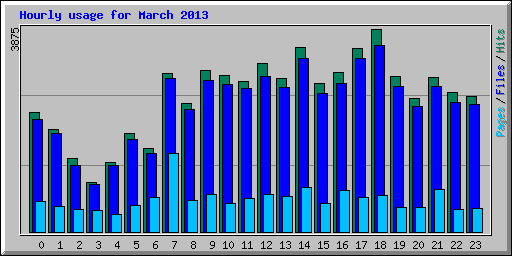 Hourly usage for March 2013
3875
Pages/Files/Hits
0 1 2 3 4 5 6 7 8 9 10 11 12 13 14 15 16 17 18 19 20 21 22 23